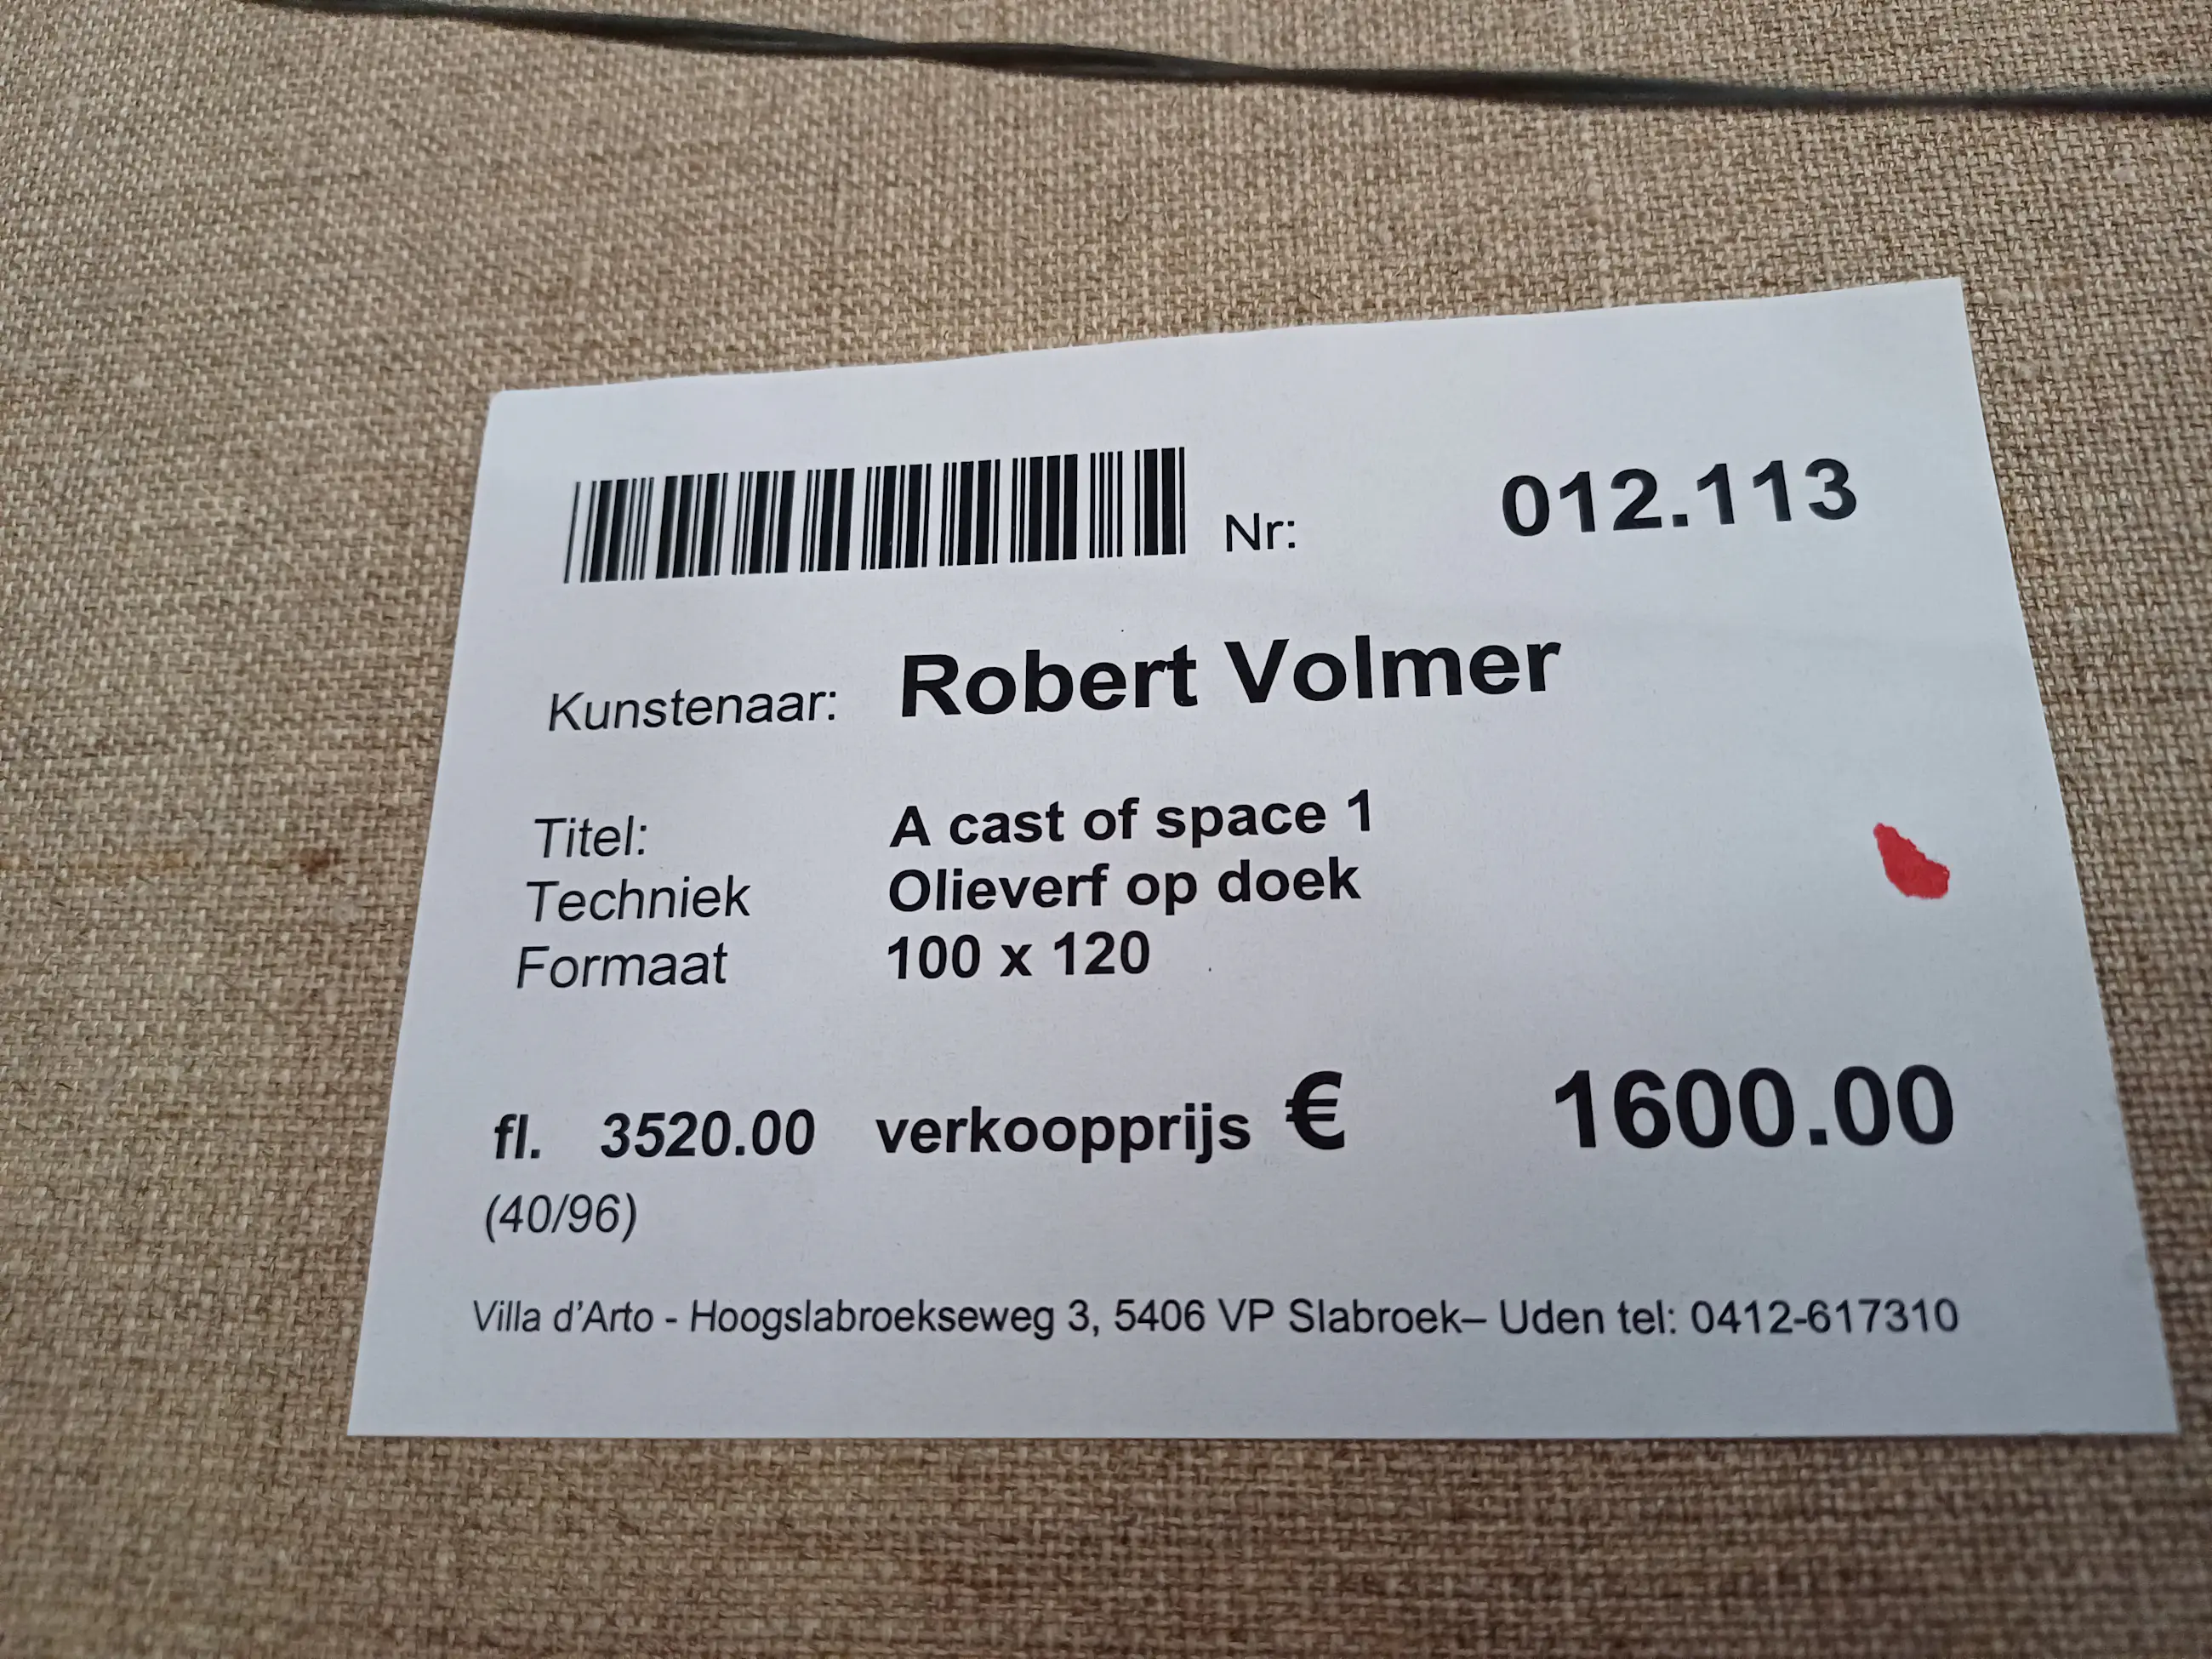 Nr: 012.113
Kunstenaar: Robert Volmer
Titel: A cast of space 1
Techniek Olieverf op doek
Formaat 100 x 120
fl. 3520.00 verkoopprijs € 1600.00
(40/96)
Villa d’Arto - Hoogslabroekseweg 3, 5406 VP Slabroek– Uden tel: 0412-617310